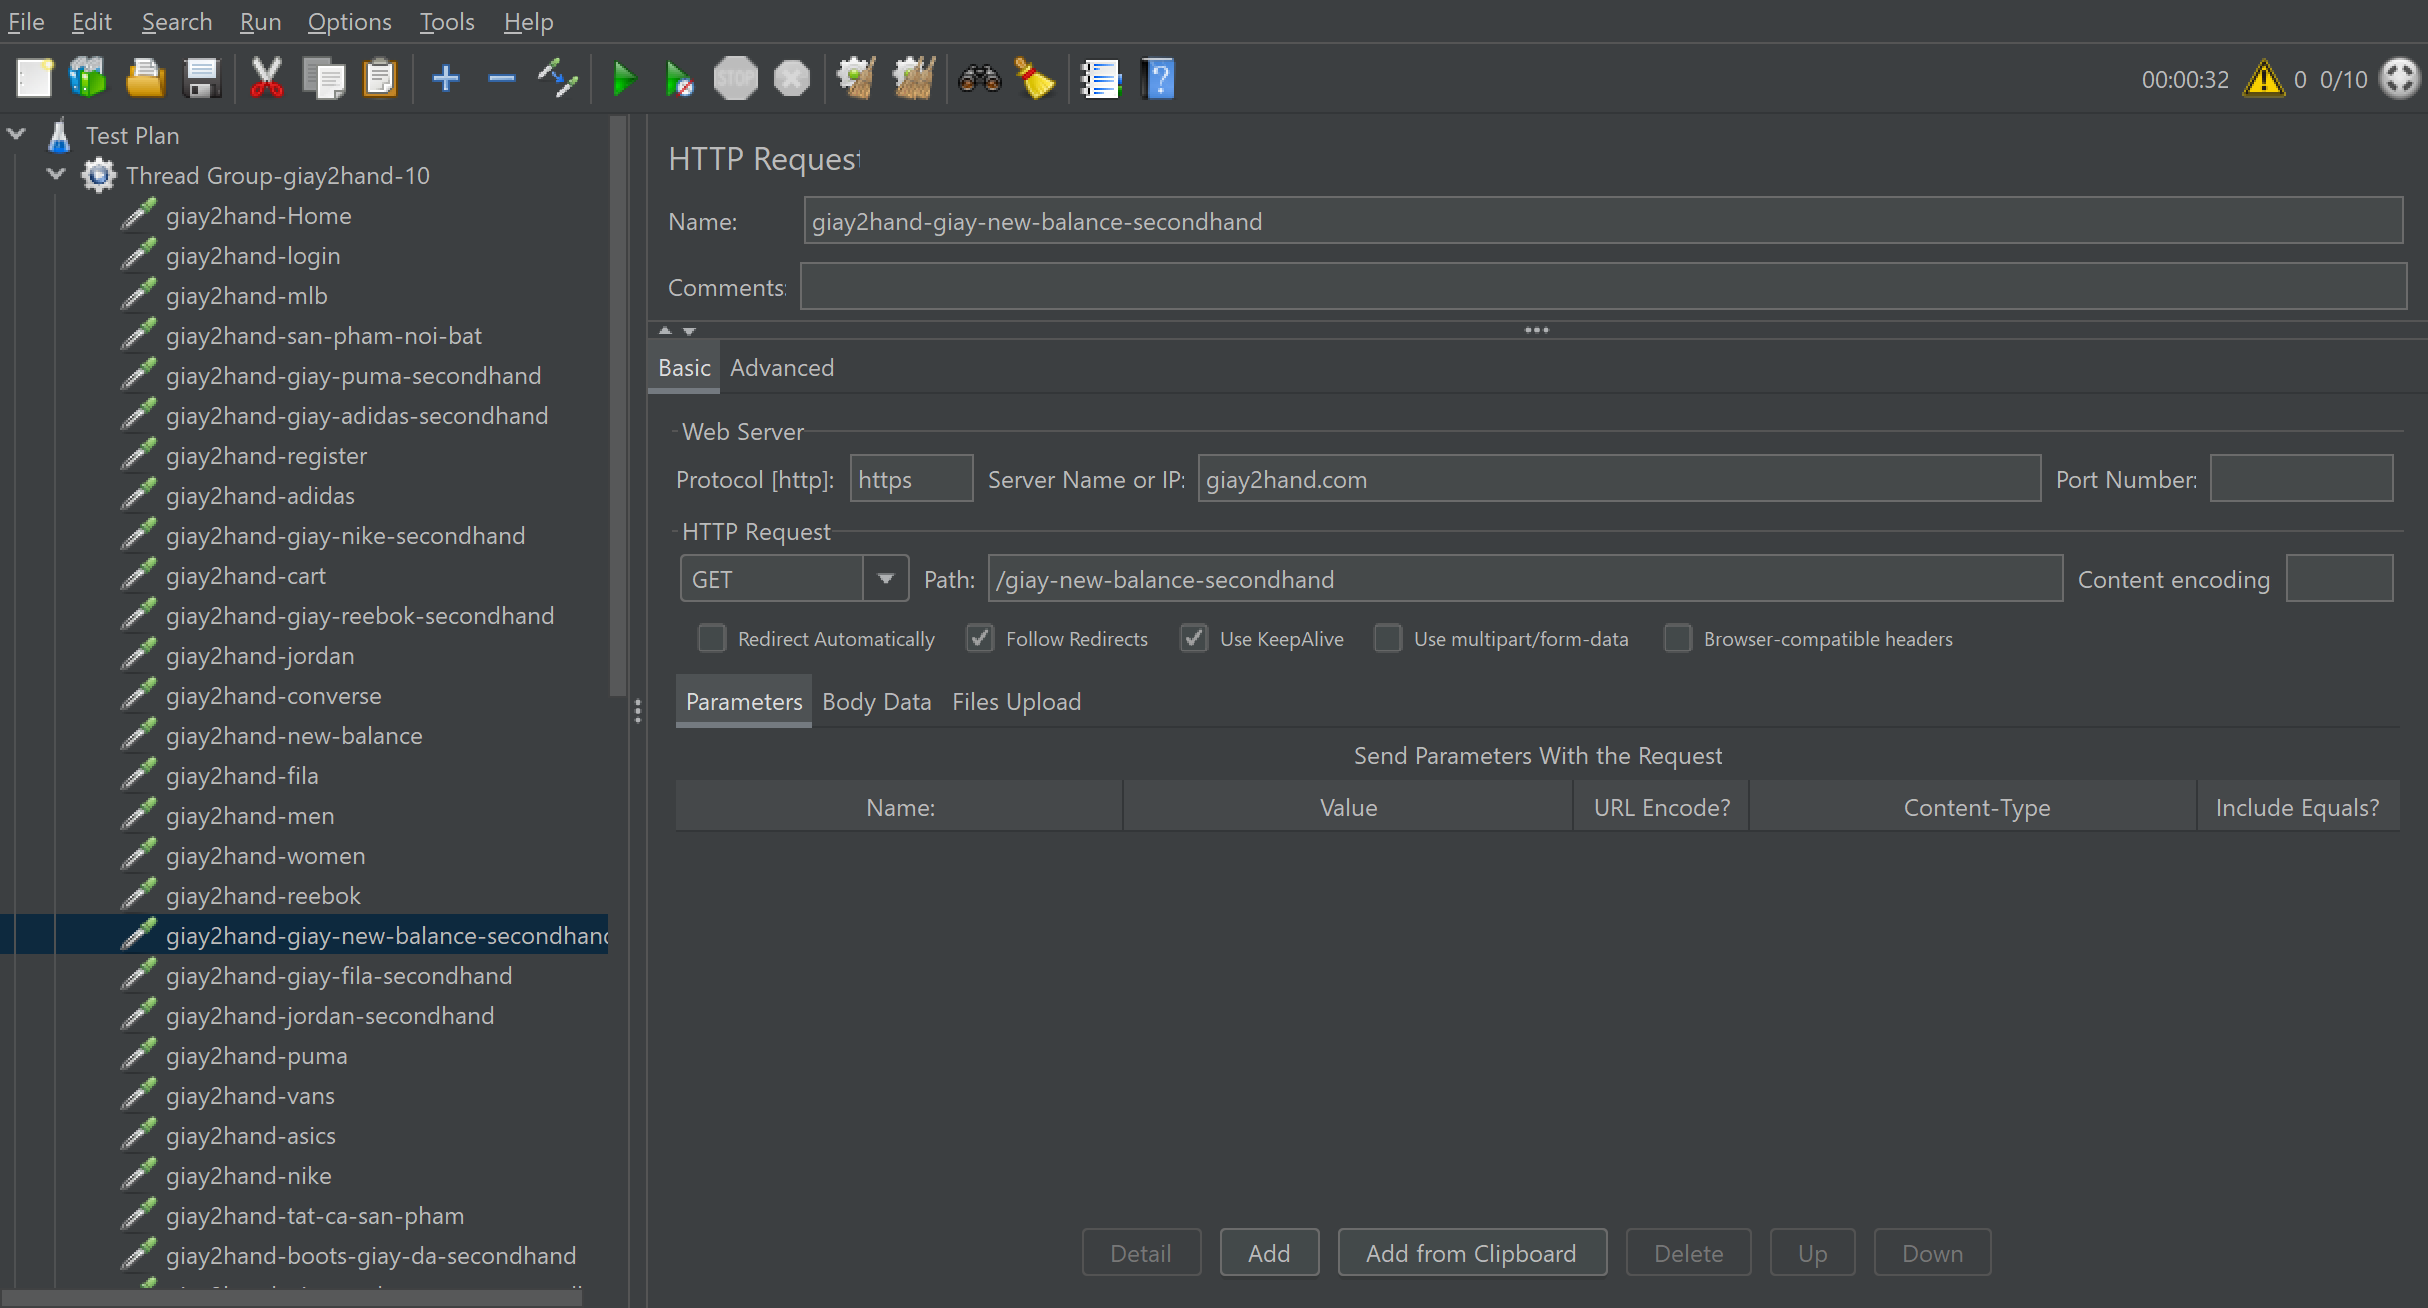 File Edit Search Run Options Tools Help
STOP
00:00:32 0 0/10
Test Plan
Thread Group-giay2hand-10
giay2hand-Home
giay2hand-login
giay2hand-mlb
giay2hand-san-pham-noi-bat
giay2hand-giay-puma-secondhand
giay2hand-giay-adidas-secondhand
giay2hand-register
giay2hand-adidas
giay2hand-giay-nike-secondhand
giay2hand-cart
giay2hand-giay-reebok-secondhand
giay2hand-jordan
giay2hand-converse
giay2hand-new-balance
giay2hand-fila
giay2hand-men
giay2hand-women
giay2hand-reebok
giay2hand-giay-new-balance-secondhand
giay2hand-giay-fila-secondhand
giay2hand-jordan-secondhand
giay2hand-puma
giay2hand-vans
giay2hand-asics
giay2hand-nike
giay2hand-tat-ca-san-pham
giay2hand-boots-giay-da-secondhand
HTTP Request
Name: giay2hand-giay-new-balance-secondhand
Comments:
Basic Advanced
Web Server
Protocol [http]: https Server Name or IP: giay2hand.com Port Number:
HTTP Request
GET Path: /giay-new-balance-secondhand Content encoding
Redirect Automatically Follow Redirects Use KeepAlive Use multipart/form-data Browser-compatible headers
Parameters Body Data Files Upload
Send Parameters With the Request
Name: Value URL Encode? Content-Type Include Equals?
Detail Add Add from Clipboard Delete Up Down